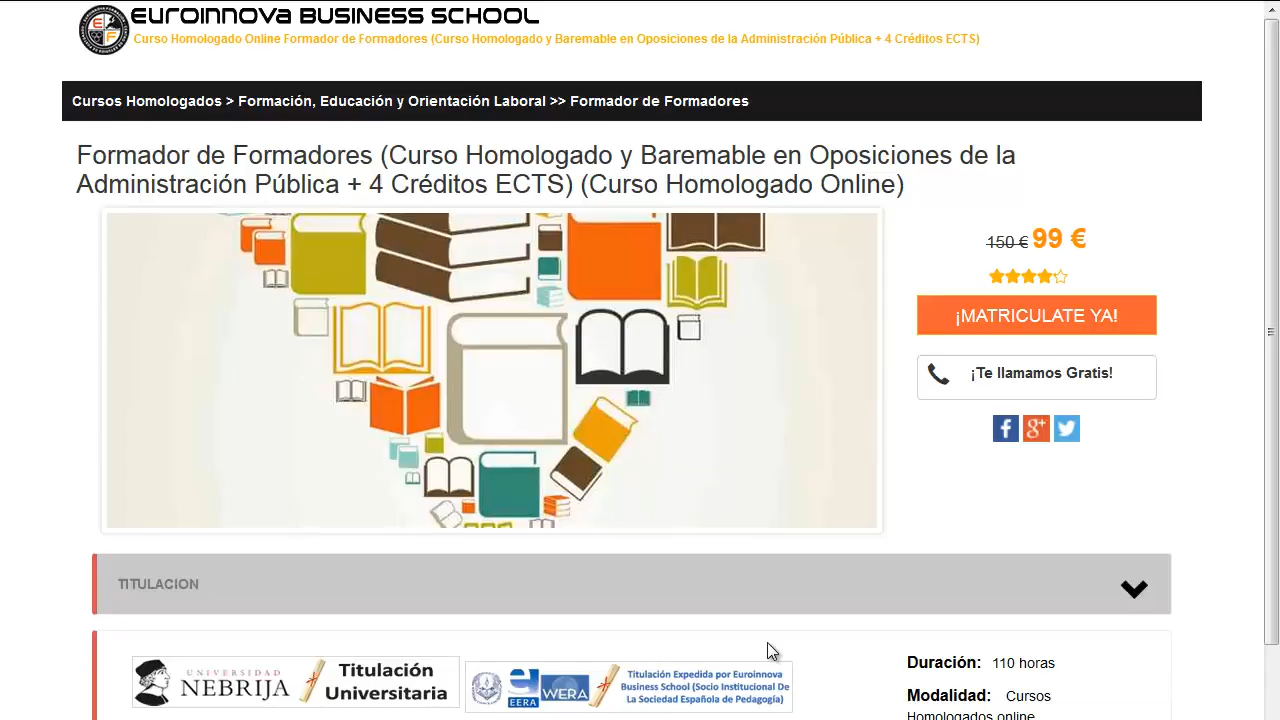 EUROINNOVA BUSINESS SCHOOL
Curso Homologado Online Formador de Formadores (Curso Homologado y Baremable en Oposiciones de la Administración Pública + 4 Créditos ECTS)
Cursos Homologados > Formación, Educación y Orientación Laboral >> Formador de Formadores
Formador de Formadores (Curso Homologado y Baremable en Oposiciones de la
Administración Pública + 4 Créditos ECTS) (Curso Homologado Online)
150 € 99 €
¡MATRICULATE YA!
¡Te llamamos Gratis!
TITULACION
UNIVERSIDAD
NEBRIJA
Titulación
Universitaria
EERA
WERA
Titulación Expedida por Euroinnova
Business School (Socio Institucional De
La Sociedad Española de Pedagogía)
Duración: 110 horas
Modalidad: Cursos
Homologados online